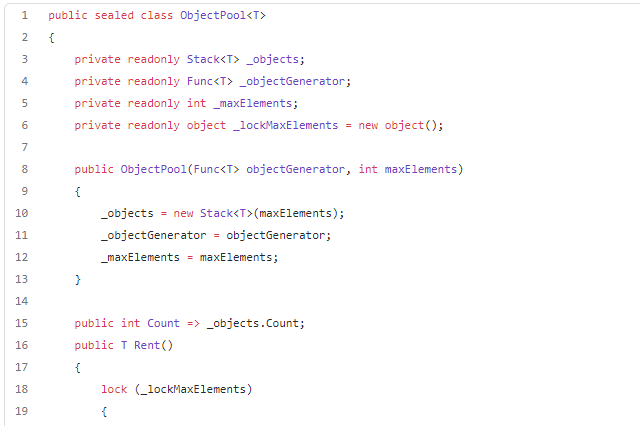 1 public sealed class ObjectPool<T>
2 {
3     private readonly Stack<T> _objects;
4     private readonly Func<T> _objectGenerator;
5     private readonly int _maxElements;
6     private readonly object _lockMaxElements = new object();
7
8     public ObjectPool(Func<T> objectGenerator, int maxElements)
9     {
10         _objects = new Stack<T>(maxElements);
11         _objectGenerator = objectGenerator;
12         _maxElements = maxElements;
13     }
14
15     public int Count => _objects.Count;
16     public T Rent()
17     {
18         lock (_lockMaxElements)
19         {